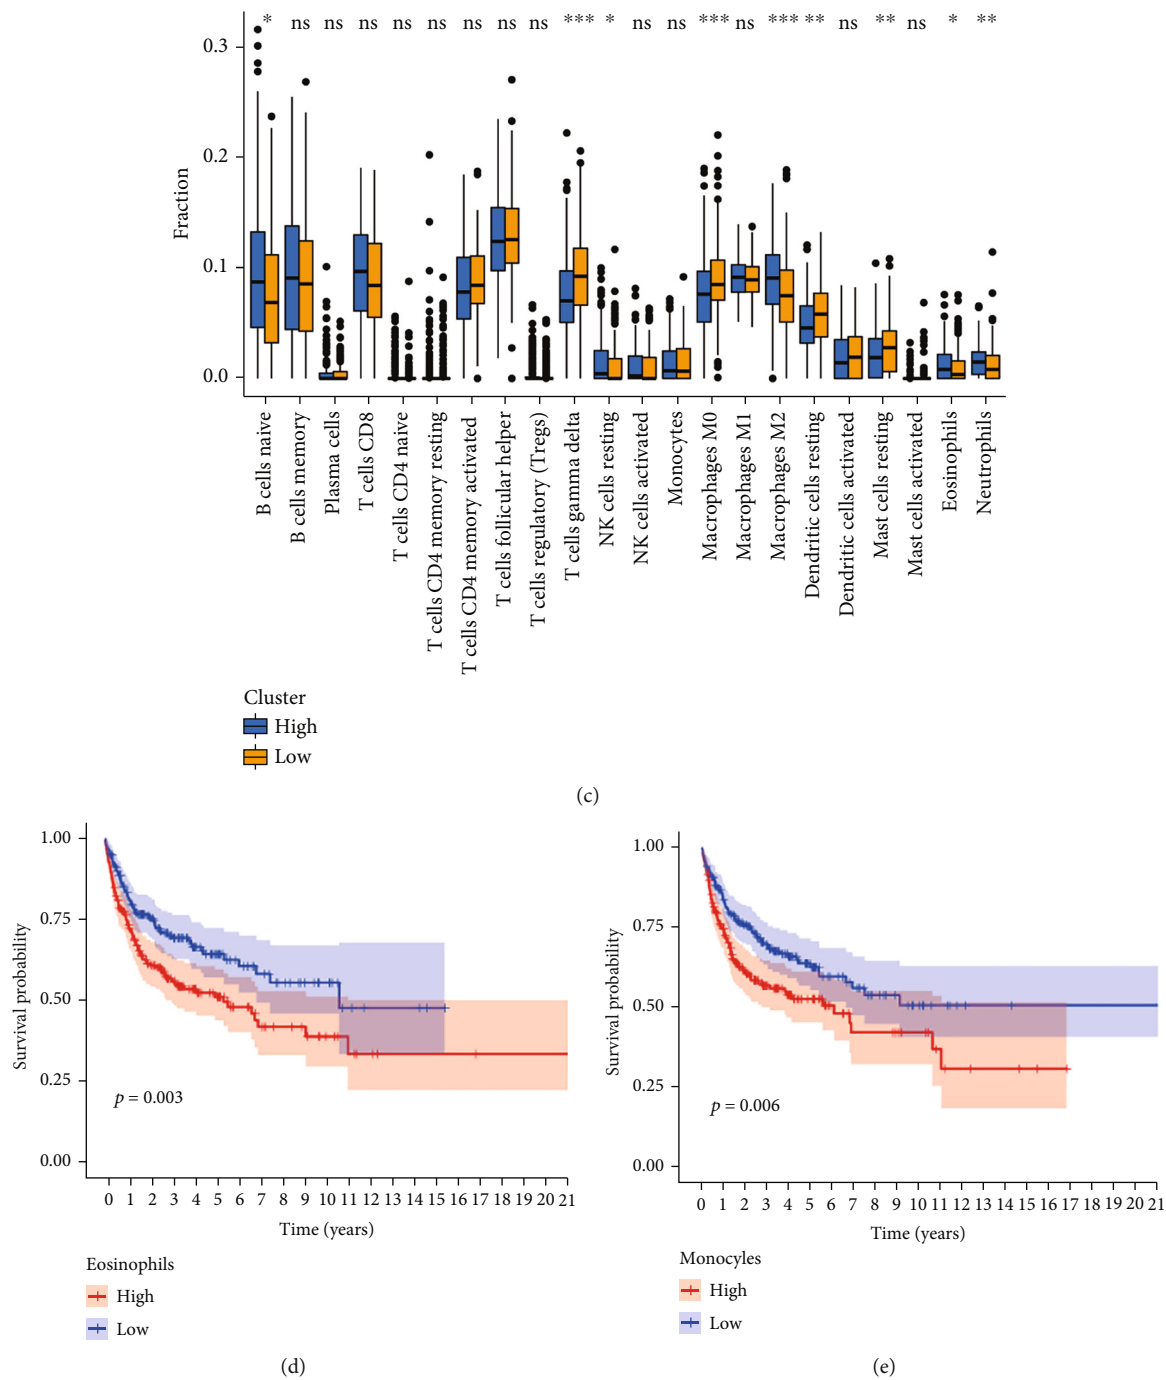 * ns ns ns ns ns ns ns ns *** * ns ns *** ns *** ** ns ** ns * **
0.3
0.2
0.1
0.0
Fraction
B cells naive
B cells memory
Plasma cells
T cells CD8
T cells CD4 naive
T cells CD4 memory resting
T cells CD4 memory activated
T cells follicular helper
T cells regulatory (Tregs)
T cells gamma delta
NK cells resting
NK cells activated
Monocytes
Macrophages M0
Macrophages M1
Macrophages M2
Dendritic cells resting
Dendritic cells activated
Mast cells resting
Mast cells activated
Eosinophils
Neutrophils
Cluster
High
Low
(c)
1.00
0.75
0.50
0.25
0.00
Survival probability
p = 0.003
0 1 2 3 4 5 6 7 8 9 10 11 12 13 14 15 16 17 18 19 20 21
Time (years)
Eosinophils
High
Low
(d)
1.00
0.75
0.50
0.25
0.00
Survival probability
p = 0.006
0 1 2 3 4 5 6 7 8 9 10 11 12 13 14 15 16 17 18 19 20 21
Time (years)
Monocyles
High
Low
(e)